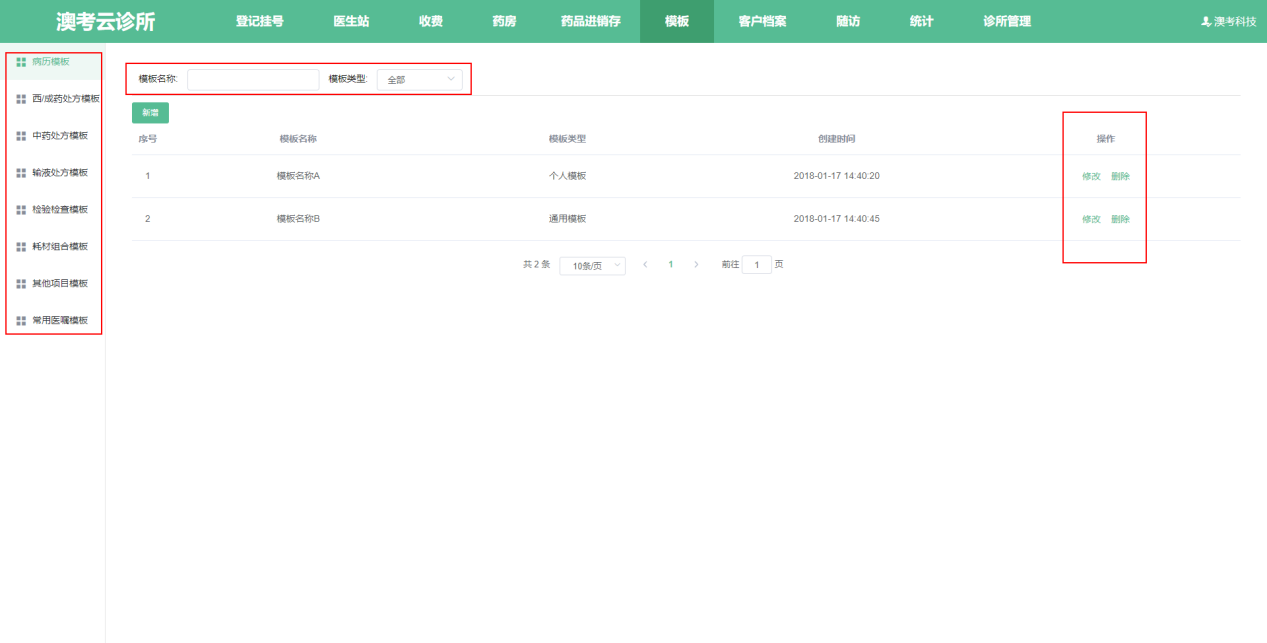 澳考云诊所 登记挂号 医生站 收费 药房 药品进销存 模板 客户档案 随访 统计 诊所管理 澳考科技
病历模板
西/成药处方模板
中药处方模板
输液处方模板
检验检查模板
耗材组合模板
其他项目模板
常用医嘱模板
模板名称: 模板类型: 全部
新增
序号 模板名称 模板类型 创建时间 操作
1 模板名称A 个人模板 2018-01-17 14:40:20 修改 删除
2 模板名称B 通用模板 2018-01-17 14:40:45 修改 删除
共 2 条 10条/页 1 前往 1 页